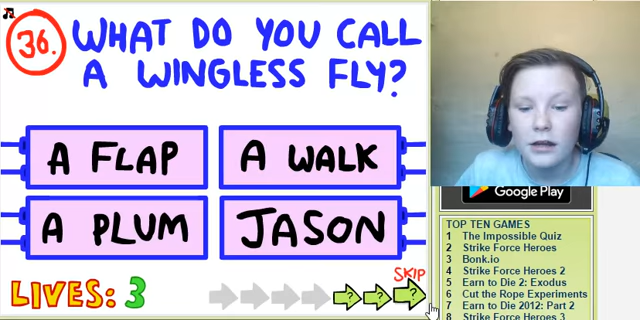 36.
WHAT DO YOU CALL
A WINGLESS FLY?
A FLAP
A WALK
A PLUM
JASON
LIVES: 3
SKIP
? ? ?
Google Play
TOP TEN GAMES
1 The Impossible Quiz
2 Strike Force Heroes
3 Bonk.io
4 Strike Force Heroes 2
5 Earn to Die 2: Exodus
6 Cut the Rope Experiments
7 Earn to Die 2012: Part 2
8 Strike Force Heroes 3